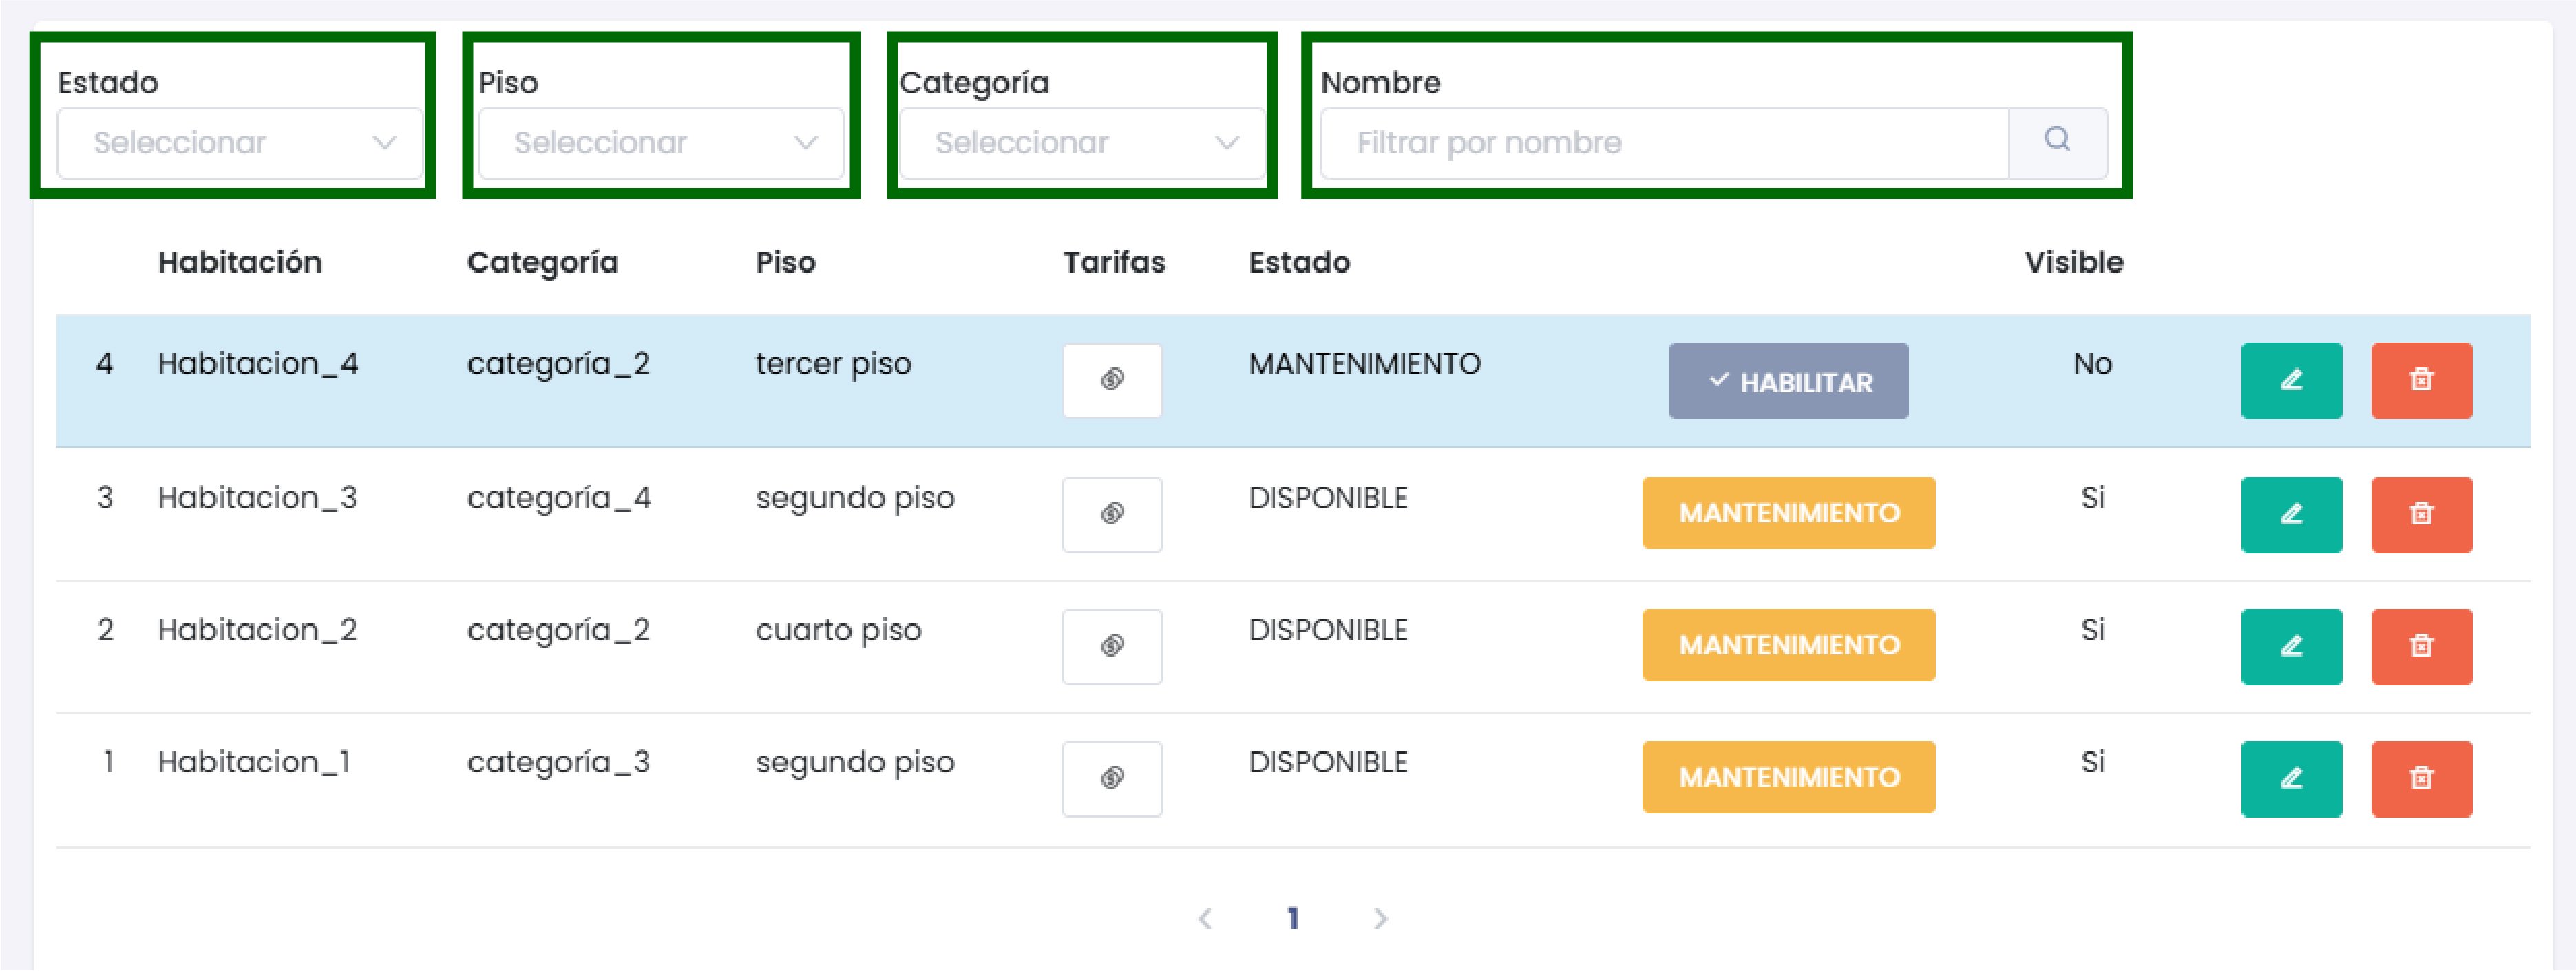 Estado Piso Categoría Nombre
Seleccionar Seleccionar Seleccionar Filtrar por nombre
Habitación Categoría Piso Tarifas Estado Visible
4 Habitacion_4 categoría_2 tercer piso MANTENIMIENTO HABILITAR No
3 Habitacion_3 categoría_4 segundo piso DISPONIBLE MANTENIMIENTO Si
2 Habitacion_2 categoría_2 cuarto piso DISPONIBLE MANTENIMIENTO Si
1 Habitacion_1 categoría_3 segundo piso DISPONIBLE MANTENIMIENTO Si
1